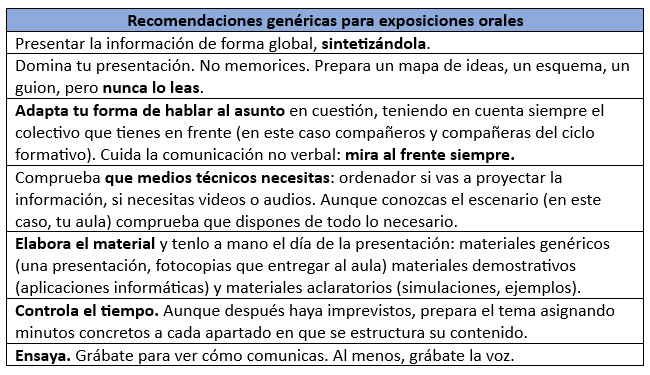 Recomendaciones genéricas para exposiciones orales
Presentar la información de forma global, sintetizándola.
Domina tu presentación. No memorices. Prepara un mapa de ideas, un esquema, un
guion, pero nunca lo leas.
Adapta tu forma de hablar al asunto en cuestión, teniendo en cuenta siempre el
colectivo que tienes en frente (en este caso compañeros y compañeras del ciclo
formativo). Cuida la comunicación no verbal: mira al frente siempre.
Comprueba que medios técnicos necesitas: ordenador si vas a proyectar la
información, si necesitas videos o audios. Aunque conozcas el escenario (en este
caso, tu aula) comprueba que dispones de todo lo necesario.
Elabora el material y tenlo a mano el día de la presentación: materiales genéricos
(una presentación, fotocopias que entregar al aula) materiales demostrativos
(aplicaciones informáticas) y materiales aclaratorios (simulaciones, ejemplos).
Controla el tiempo. Aunque después haya imprevistos, prepara el tema asignando
minutos concretos a cada apartado en que se estructura su contenido.
Ensaya. Grábate para ver cómo comunicas. Al menos, grábate la voz.